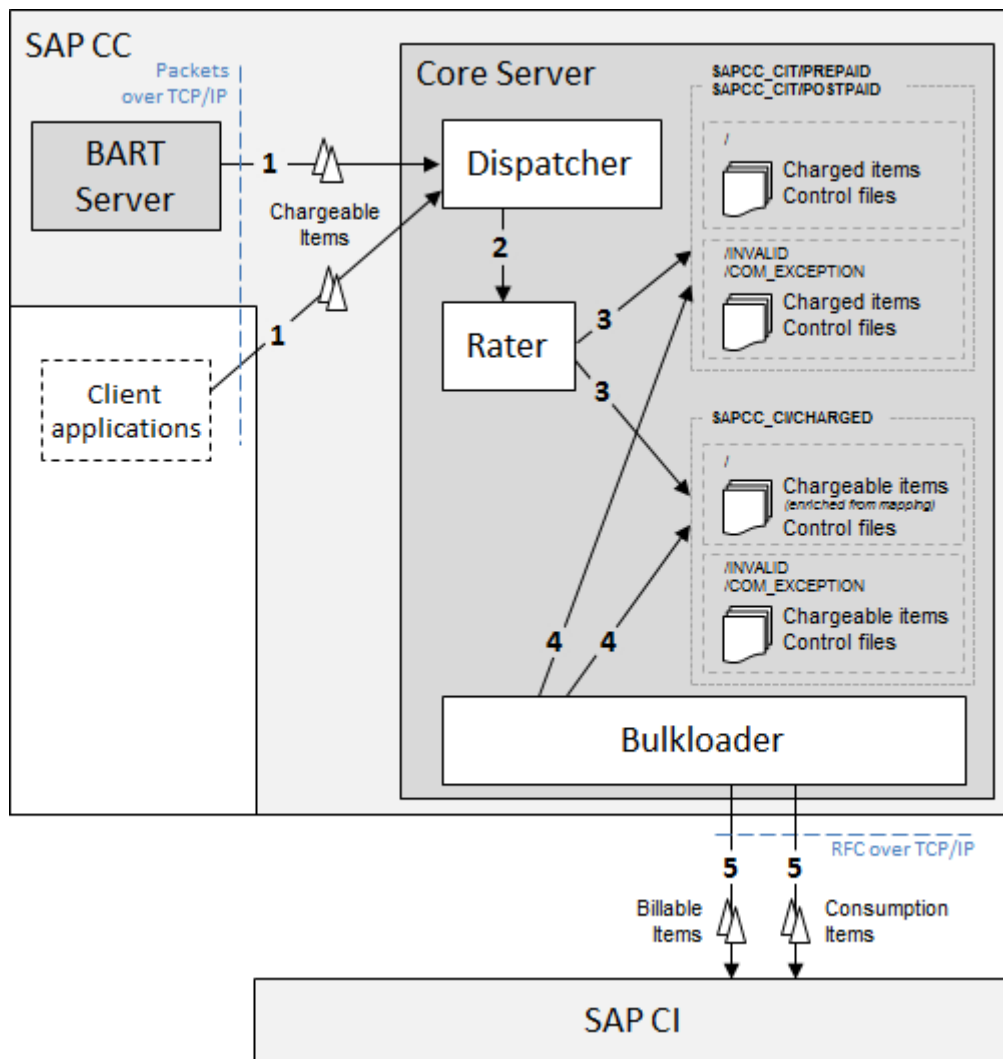 SAP CC
Packets
over TCP/IP
BART
Server
1
Chargeable
Items
1
Client
applications
Core Server
Dispatcher
2
Rater
3
3
$APCC_CIT/PREPAID
$APCC_CIT/POSTPAID
/
Charged items
Control files
/INVALID
/COM_EXCEPTION
Charged items
Control files
$APCC_CI/CHARGED
/
Chargeable items
(enriched from mapping)
Control files
/INVALID
/COM_EXCEPTION
Chargeable items
Control files
4
4
Bulkloader
RFC over TCP/IP
5
5
Billable
Items
Consumption
Items
SAP CI